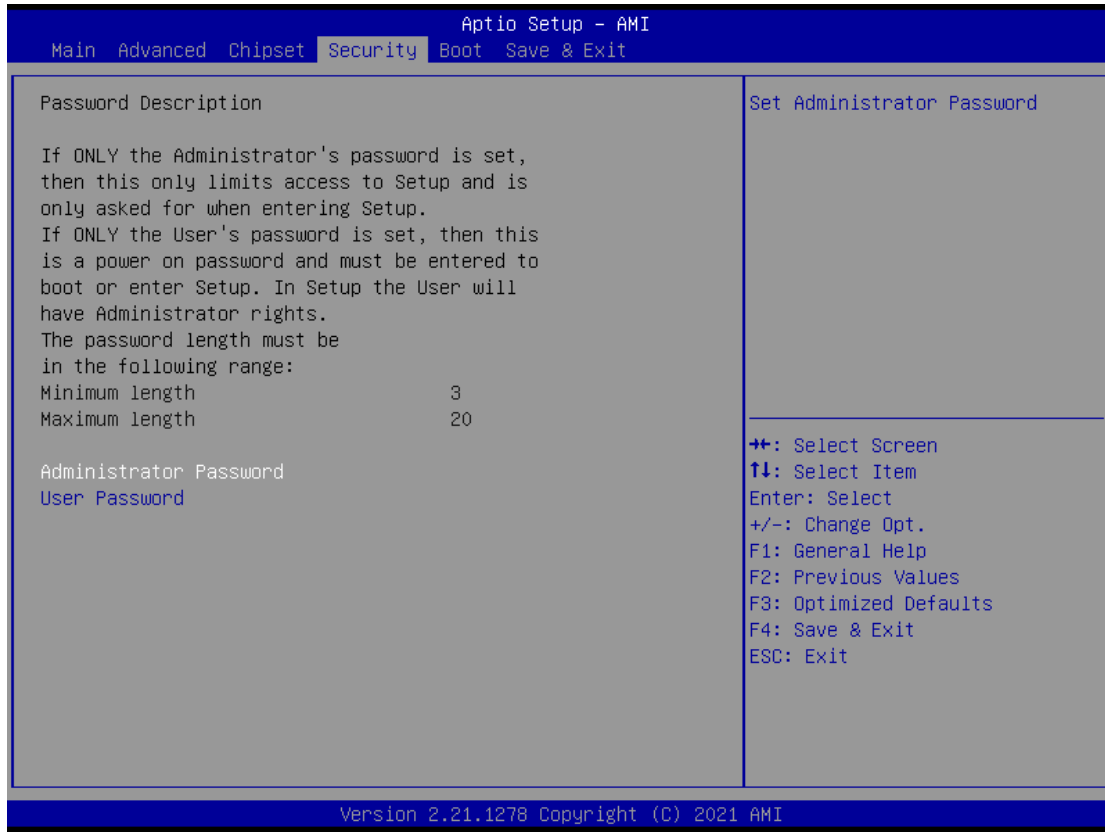 Aptio Setup – AMI
Main Advanced Chipset Security Boot Save & Exit
Password Description
If ONLY the Administrator's password is set,
then this only limits access to Setup and is
only asked for when entering Setup.
If ONLY the User's password is set, then this
is a power on password and must be entered to
boot or enter Setup. In Setup the User will
have Administrator rights.
The password length must be
in the following range:
Minimum length 3
Maximum length 20
Administrator Password
User Password
Set Administrator Password
→←: Select Screen
↑↓: Select Item
Enter: Select
+/-: Change Opt.
F1: General Help
F2: Previous Values
F3: Optimized Defaults
F4: Save & Exit
ESC: Exit
Version 2.21.1278 Copyright (C) 2021 AMI